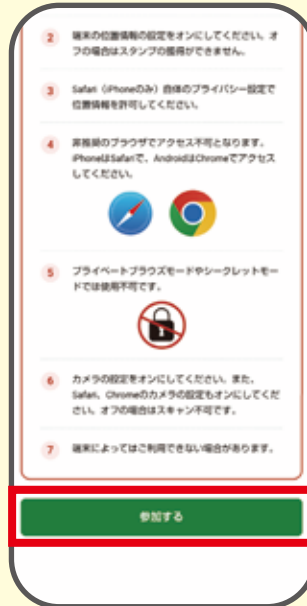 2 端末の位置情報の設定をオンにしてください。オ
フの場合はスタンプの獲得ができません。
3 Safari（iPhoneのみ）自体のプライバシー設定で
位置情報を許可してください。
4 非推奨のブラウザでアクセス不可となります。
iPhoneはSafariで、AndroidはChromeでアクセス
してください。
5 プライベートブラウズモードやシークレットモー
ドでは使用不可です。
6 カメラの設定をオンにしてください。また、
Safari、Chromeのカメラの設定もオンにしてくだ
さい。オフの場合はスキャン不可です。
7 端末によってはご利用できない場合があります。
参加する